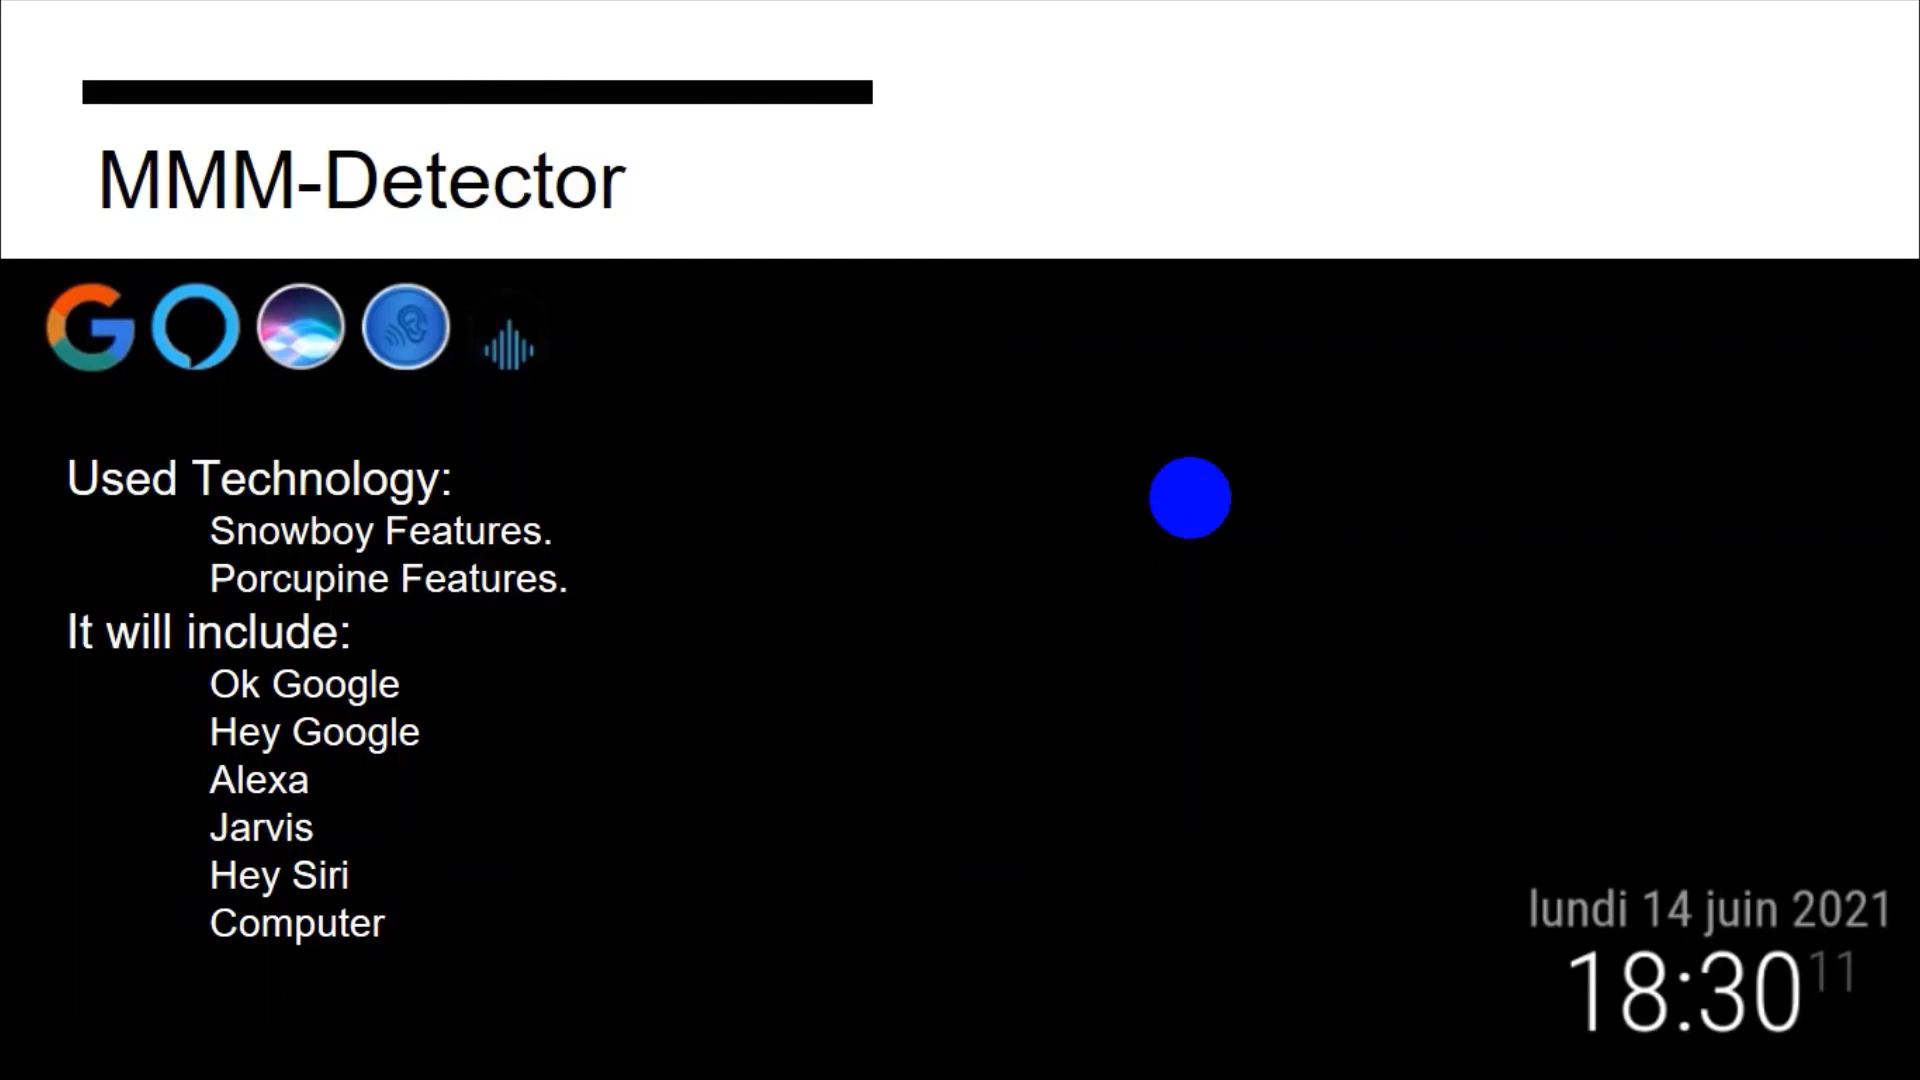 MMM-Detector
Used Technology:
Snowboy Features.
Porcupine Features.
It will include:
Ok Google
Hey Google
Alexa
Jarvis
Hey Siri
Computer
lundi 14 juin 2021
18:30 11